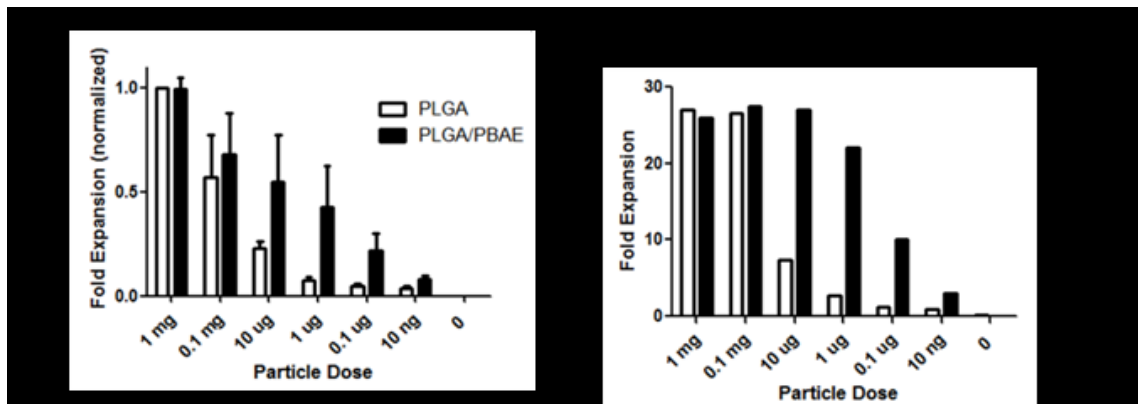 Fold Expansion (normalized)
1.0
0.5
0.0
PLGA
PLGA/PBAE
1 mg
0.1 mg
10 ug
1 ug
0.1 ug
10 ng
0
Particle Dose
Fold Expansion
30
20
10
0
1 mg
0.1 mg
10 ug
1 ug
0.1 ug
10 ng
0
Particle Dose